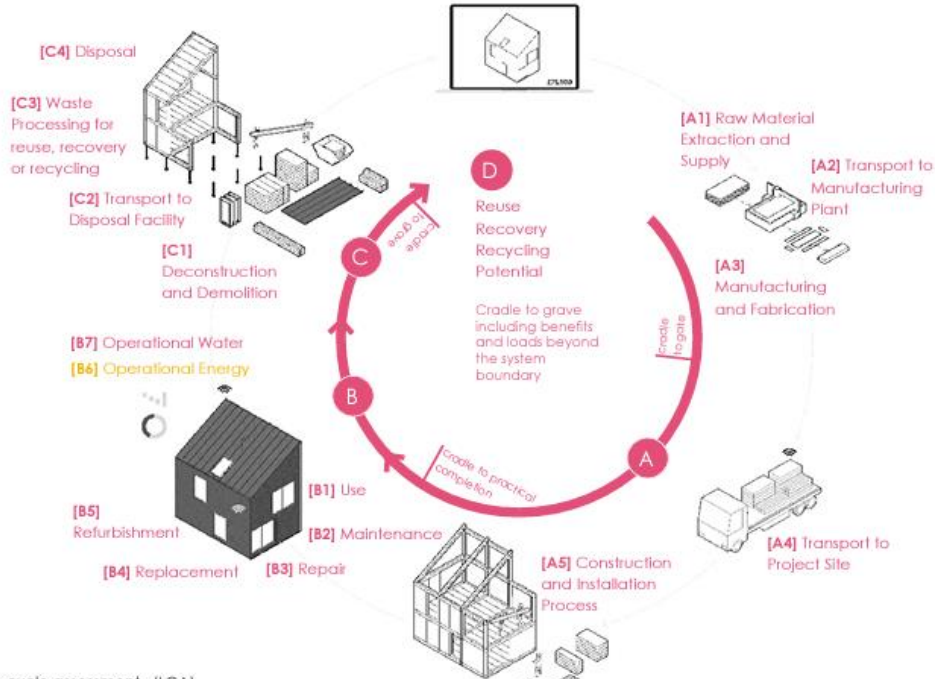 [C4] Disposal
[C3] Waste
Processing for
reuse, recovery
or recycling
[C2] Transport to
Disposal Facility
[C1]
Deconstruction
and Demolition
[A1] Raw Material
Extraction and
Supply
[A2] Transport to
Manufacturing
Plant
[A3]
Manufacturing
and Fabrication
D
Reuse
Recovery
Recycling
Potential
Cradle to grave
including benefits
and loads beyond
the system
boundary
C
cradle
to grave
cradle
to gate
B
A
Cradle to practical
completion
[B7] Operational Water
[B6] Operational Energy
[B1] Use
[B2] Maintenance
[B3] Repair
[B4] Replacement
[B5]
Refurbishment
[A4] Transport to
Project Site
[A5] Construction
and Installation
Process